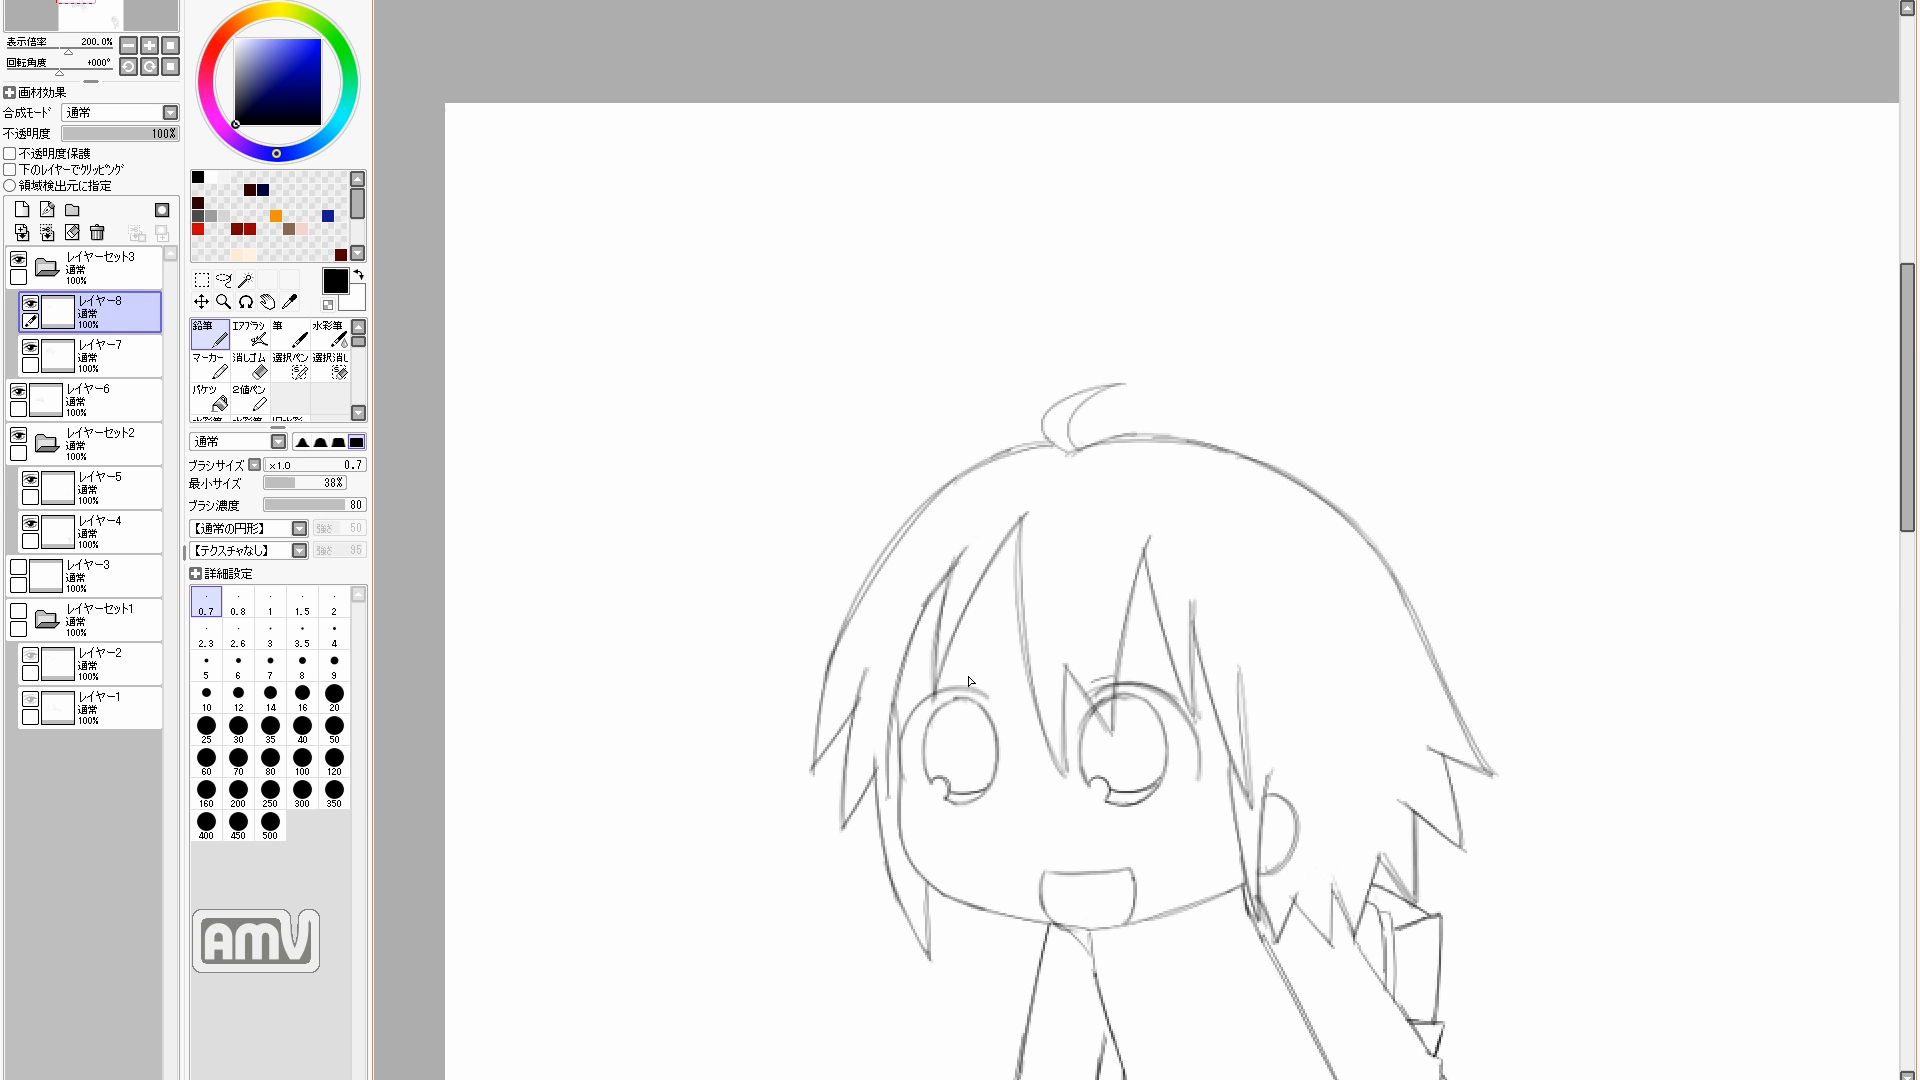 表示倍率 200.0%
回転角度 +000°
画材効果
合成モード 通常
不透明度 100%
不透明度保護
下のレイヤーでクリッピング
領域検出元に指定
レイヤーセット3
通常
100%
レイヤー8
通常
100%
レイヤー7
通常
100%
レイヤー6
通常
100%
レイヤーセット2
通常
100%
レイヤー5
通常
100%
レイヤー4
通常
100%
レイヤー3
通常
100%
レイヤーセット1
通常
100%
レイヤー2
通常
100%
レイヤー1
通常
100%
鉛筆 エアブラシ 筆 水彩筆
マーカー 消しゴム 選択ペン 選択消し
バケツ 2値ペン
通常
ブラシサイズ ×1.0 0.7
最小サイズ 38%
ブラシ濃度 80
【通常の円形】 強さ 50
【テクスチャなし】 強さ 95
詳細設定
0.7 0.8 1 1.5 2
2.3 2.6 3 3.5 4
5 6 7 8 9
10 12 14 16 20
25 30 35 40 50
60 70 80 100 120
160 200 250 300 350
400 450 500
AMV